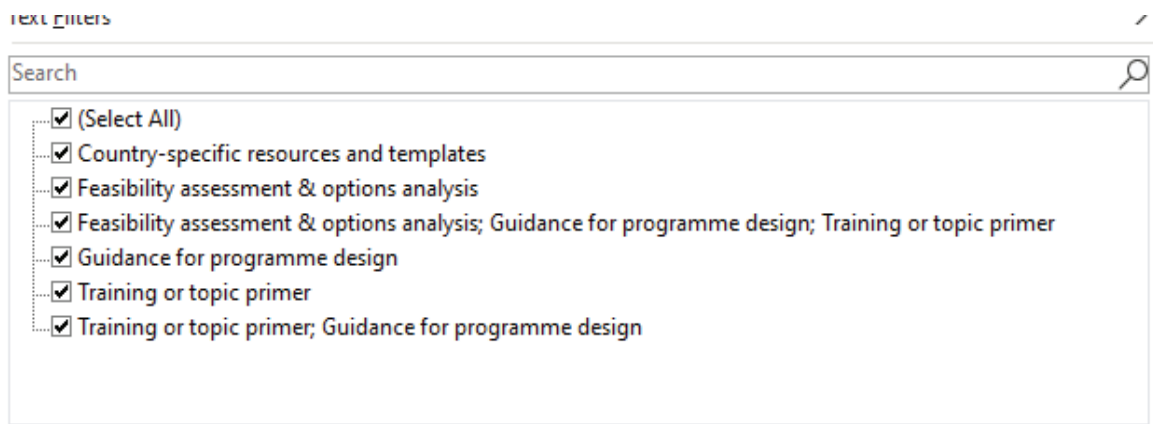 Text Filters
Search
(Select All)
Country-specific resources and templates
Feasibility assessment & options analysis
Feasibility assessment & options analysis; Guidance for programme design; Training or topic primer
Guidance for programme design
Training or topic primer
Training or topic primer; Guidance for programme design